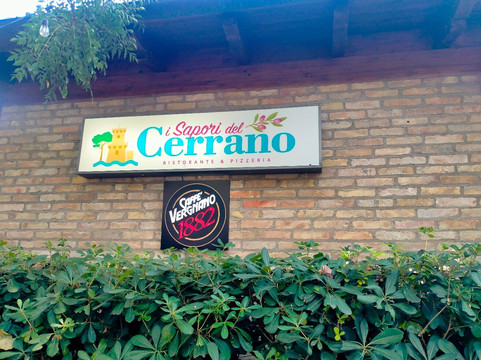 i Sapori del
Cerrano
RISTORANTE & PIZZERIA
CAFFÈ
VERGNANO
1882